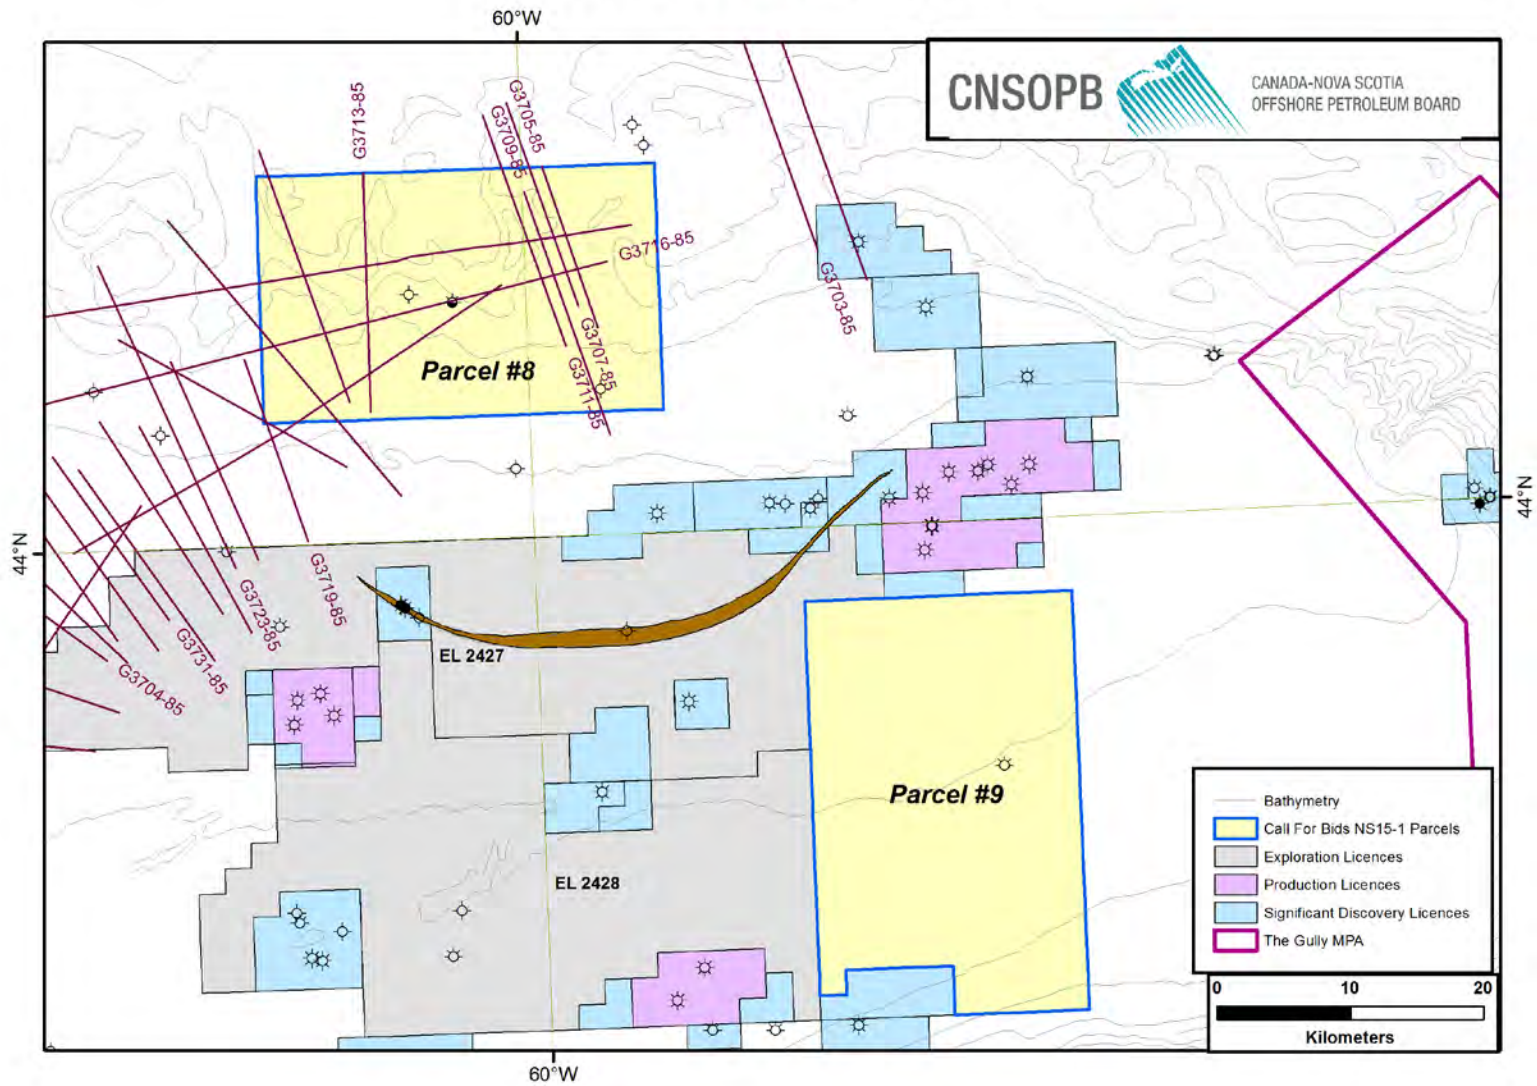 60°W
CNSOPB
CANADA-NOVA SCOTIA
OFFSHORE PETROLEUM BOARD
G3713-85
G3705-85
G3709-85
G3716-85
G3703-85
G3707-85
G3711-85
Parcel #8
44°N
44°N
G3719-85
G3723-85
G3731-85
G3704-85
EL 2427
Parcel #9
EL 2428
Bathymetry
Call For Bids NS15-1 Parcels
Exploration Licences
Production Licences
Significant Discovery Licences
The Gully MPA
0 10 20
Kilometers
60°W